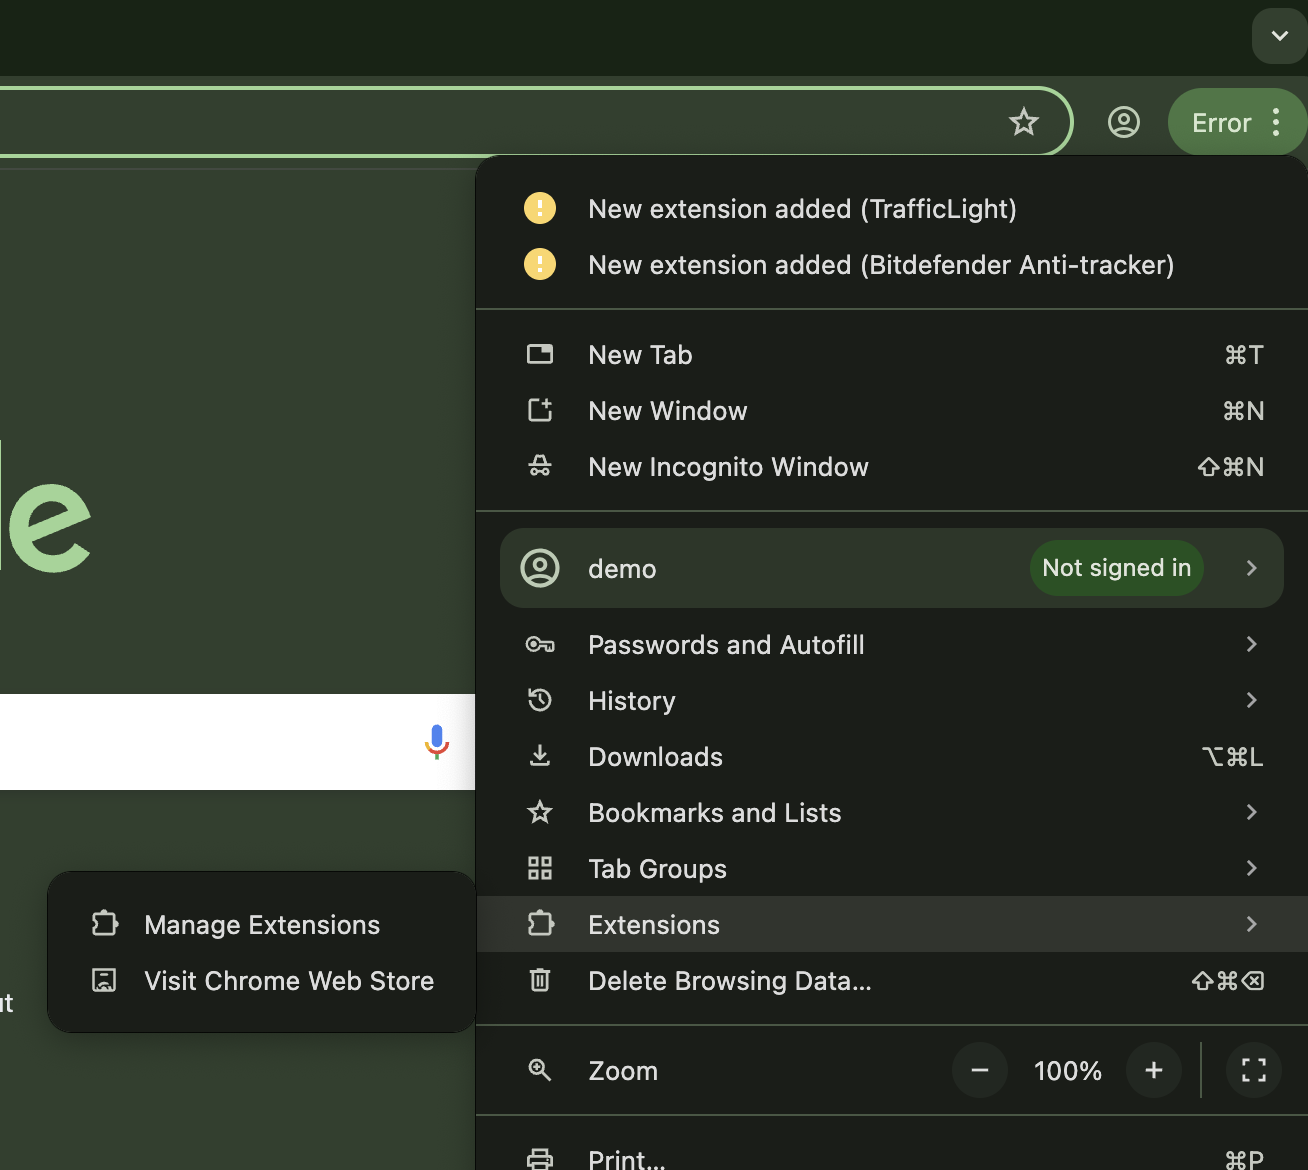 Error
New extension added (TrafficLight)
New extension added (Bitdefender Anti-tracker)
New Tab ⌘T
New Window ⌘N
New Incognito Window ⇧⌘N
demo Not signed in
Passwords and Autofill
History
Downloads ⌥⌘L
Bookmarks and Lists
Tab Groups
Extensions
Delete Browsing Data... ⇧⌘⌫
Zoom − 100% +
Print... ⌘P
Manage Extensions
Visit Chrome Web Store
le